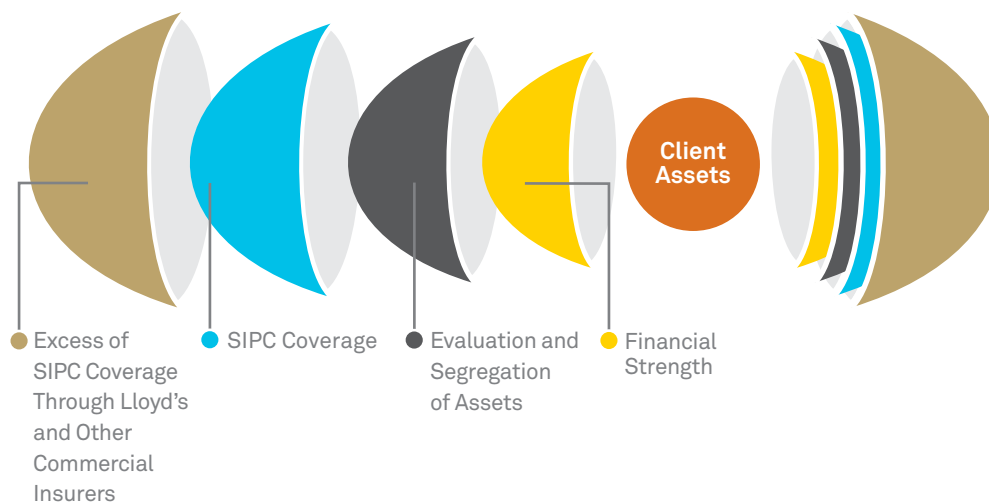 Client
Assets
Excess of
SIPC Coverage
Through Lloyd’s
and Other
Commercial
Insurers
SIPC Coverage
Evaluation and
Segregation
of Assets
Financial
Strength